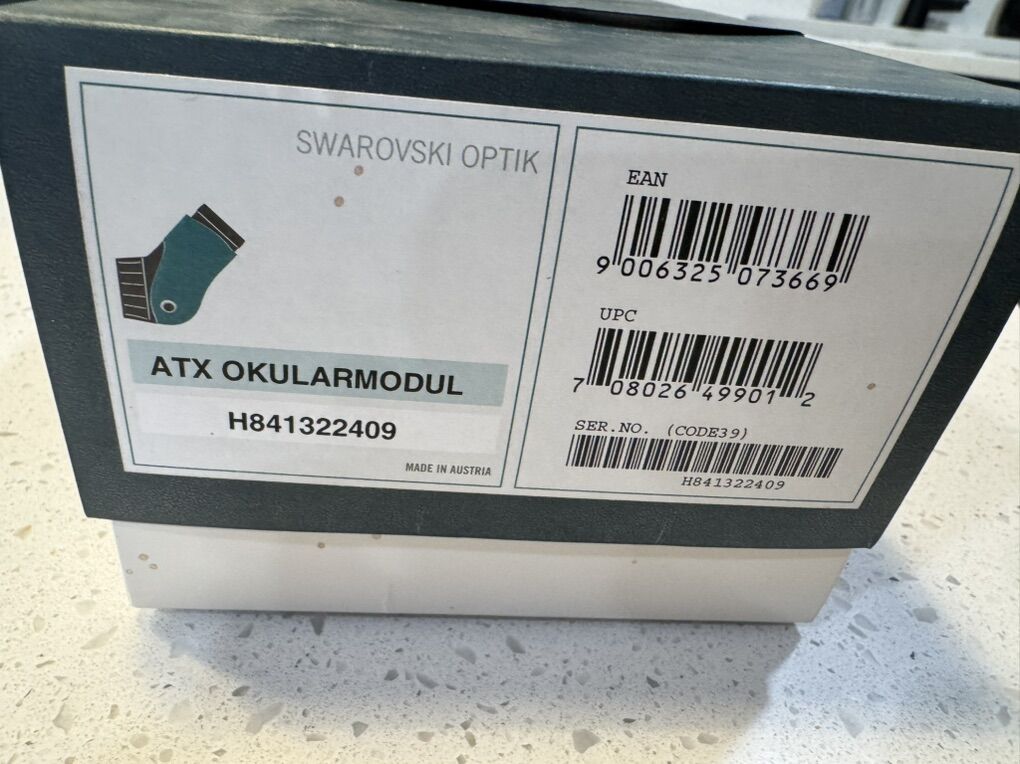 SWAROVSKI OPTIK
ATX OKULARMODUL
H841322409
MADE IN AUSTRIA
EAN
9 006325 073669
UPC
7 08026 49901 2
SER.NO. (CODE39)
H841322409